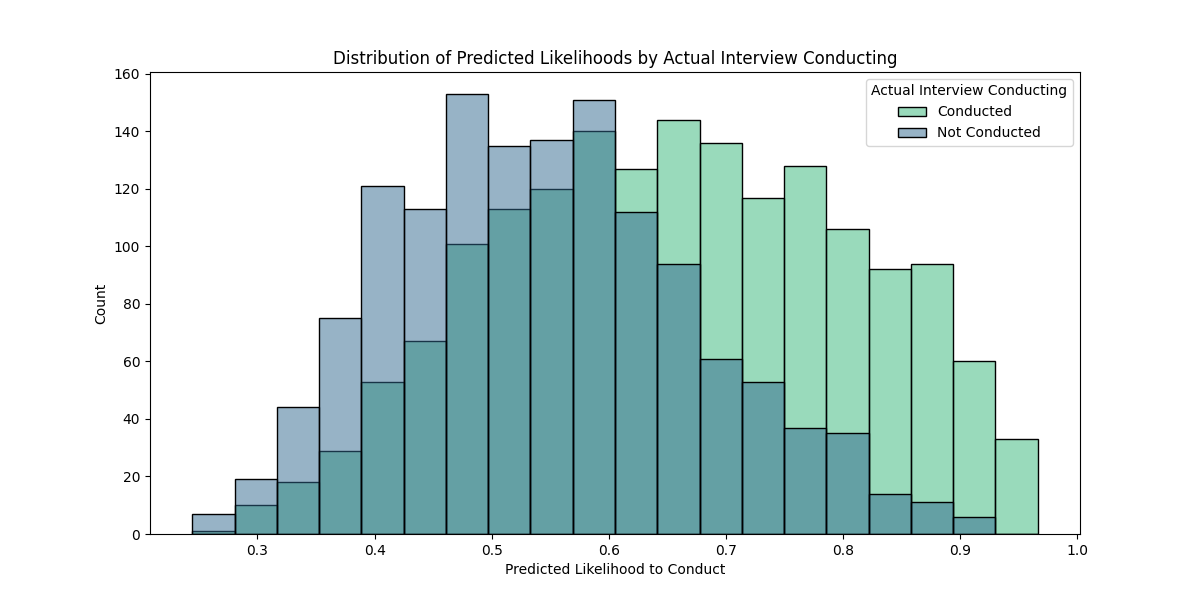 Distribution of Predicted Likelihoods by Actual Interview Conducting
160
140
120
100
80
60
40
20
0
Count
Actual Interview Conducting
Conducted
Not Conducted
0.3 0.4 0.5 0.6 0.7 0.8 0.9 1.0
Predicted Likelihood to Conduct